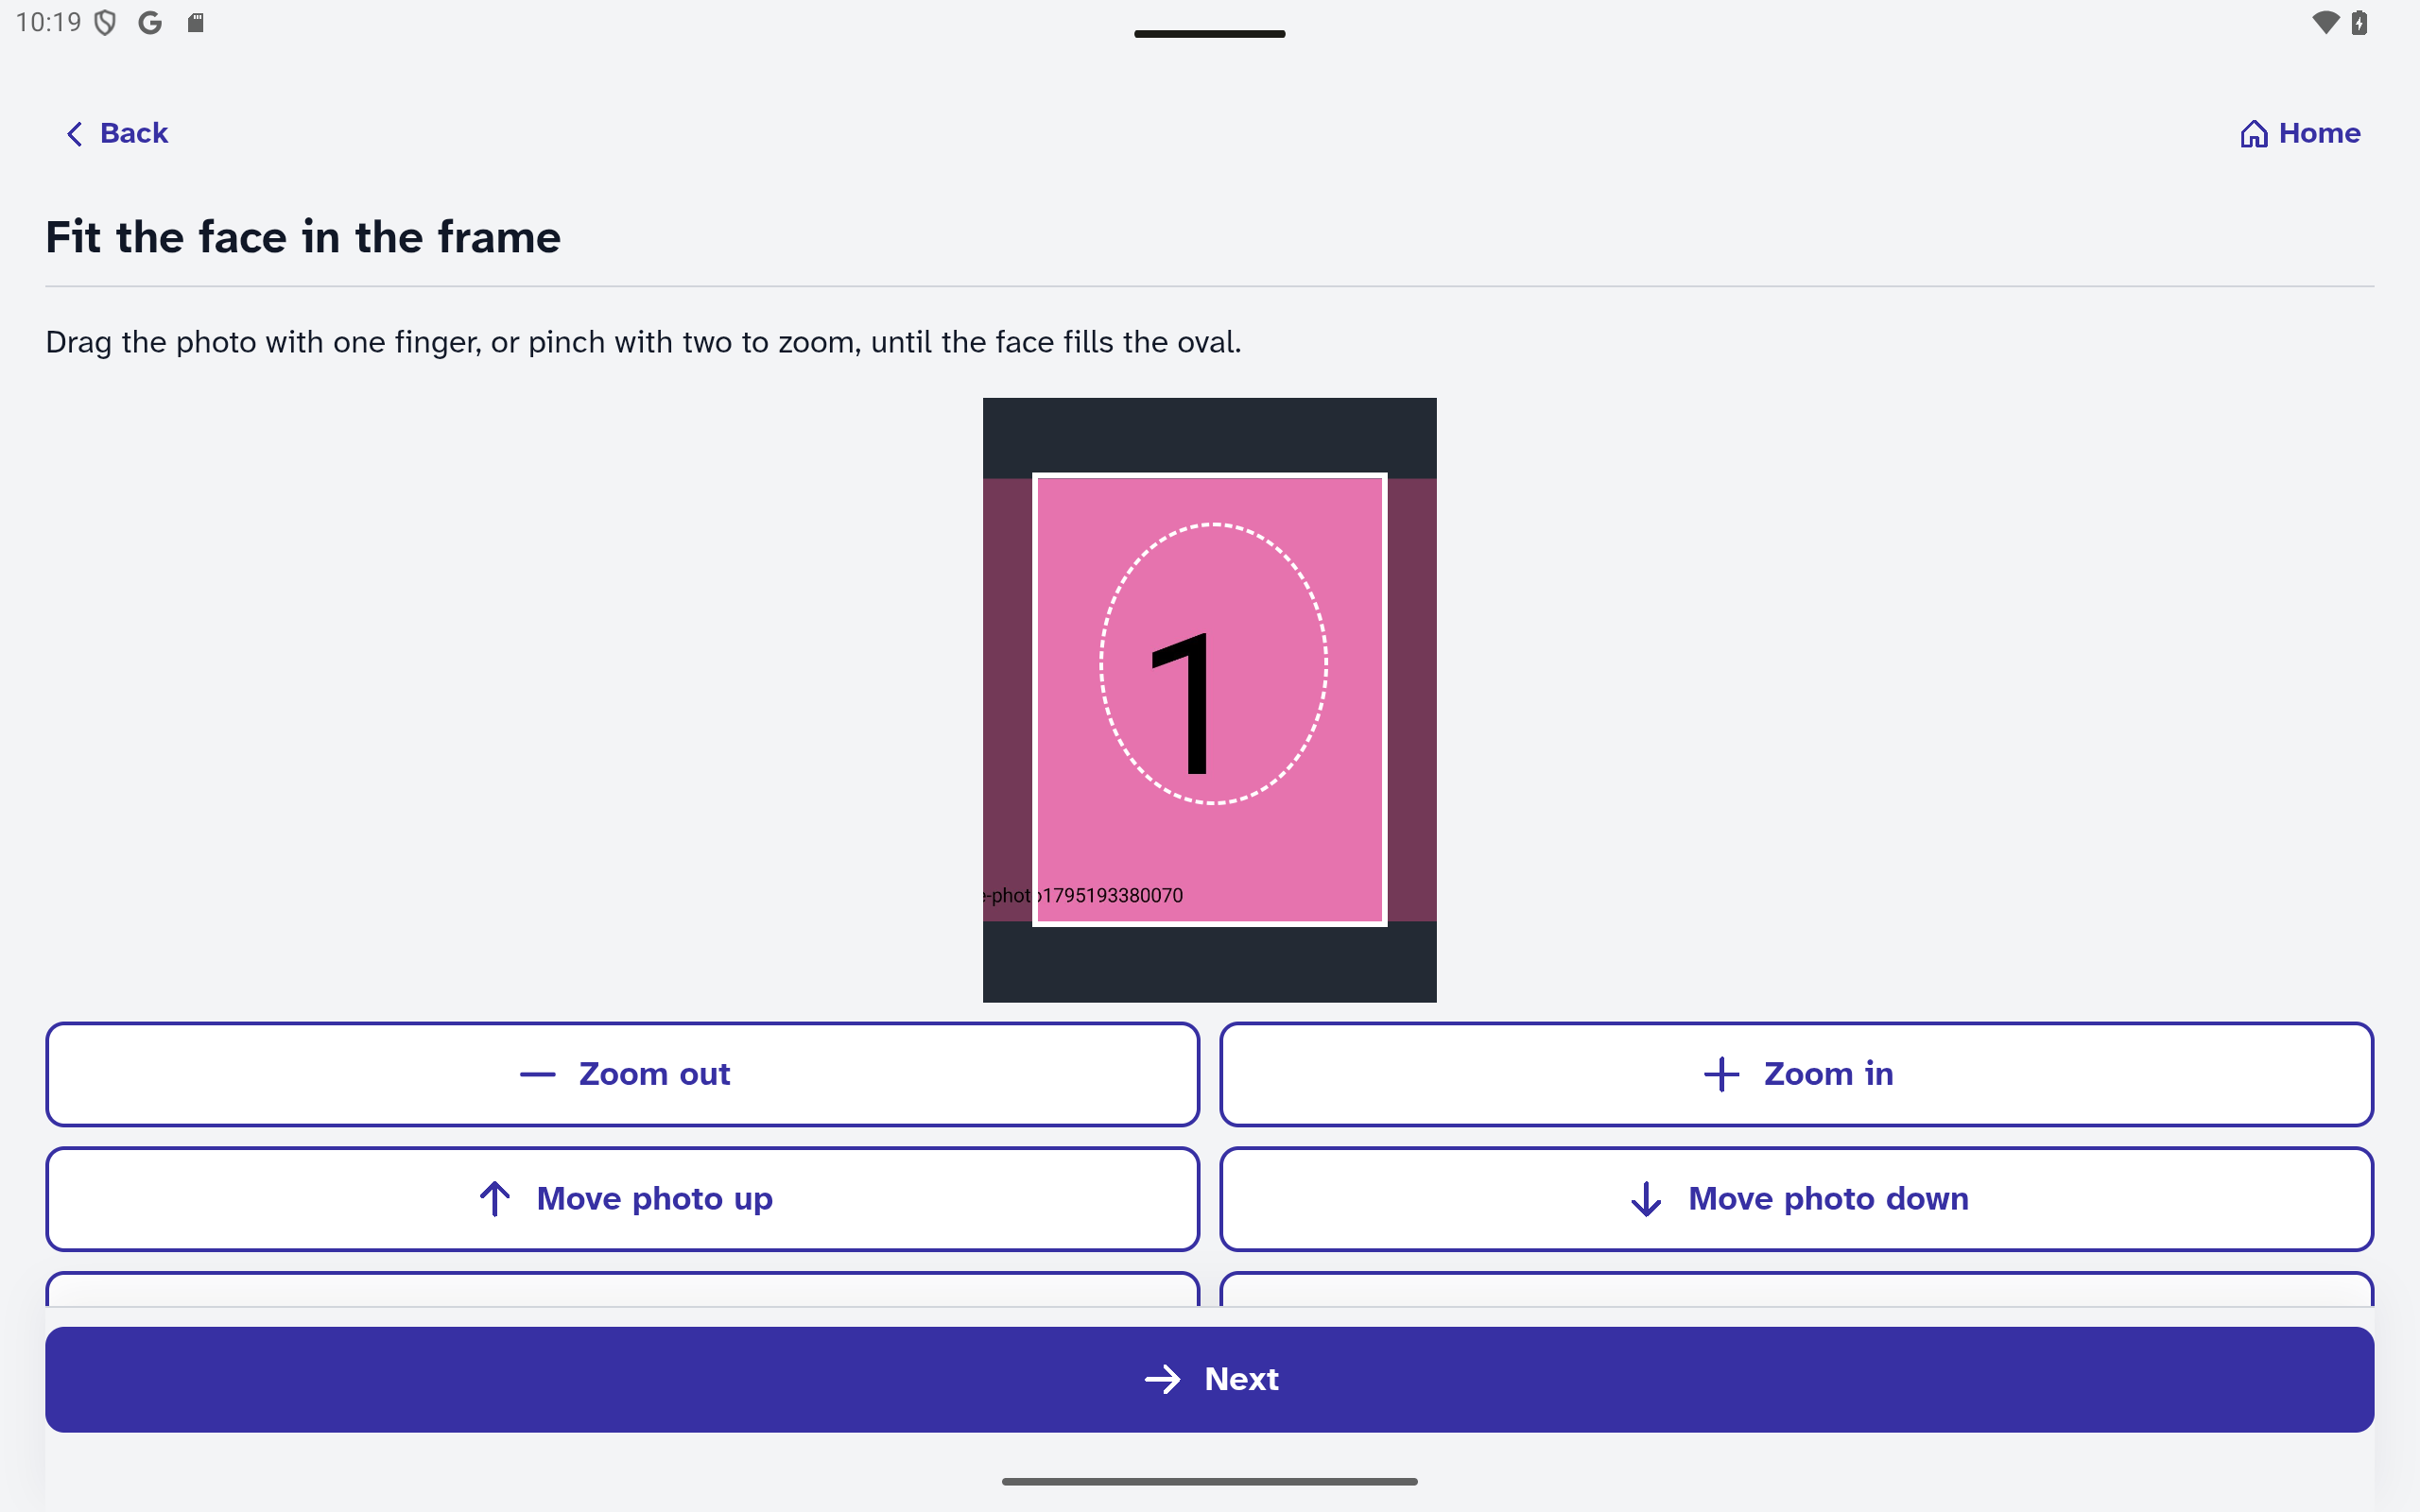 10:19
Back
Home
Fit the face in the frame
Drag the photo with one finger, or pinch with two to zoom, until the face fills the oval.
1
e-photo1795193380070
Zoom out
Zoom in
Move photo up
Move photo down
Next